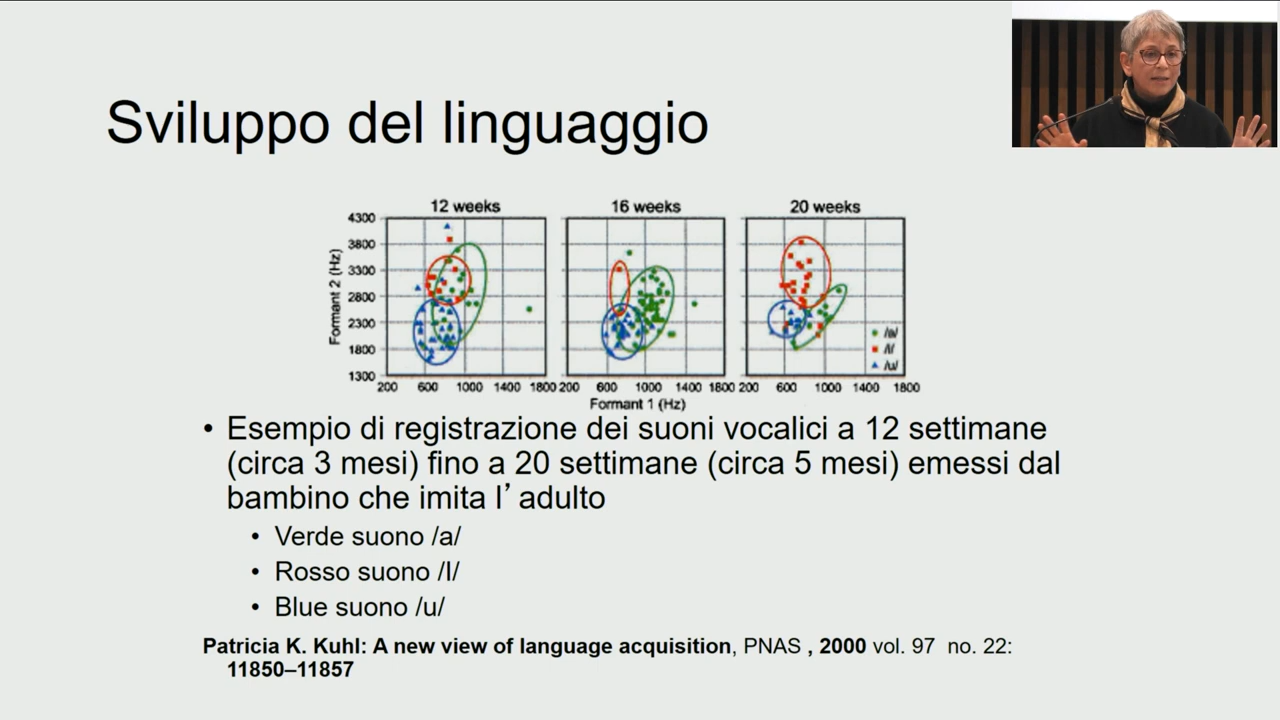 Sviluppo del linguaggio
12 weeks
16 weeks
20 weeks
4300
3800
3300
2800
2300
1800
1300
Formant 2 (Hz)
200 600 1000 1400 1800
200 600 1000 1400 1800
200 600 1000 1400 1800
Formant 1 (Hz)
/a/
/i/
/u/
• Esempio di registrazione dei suoni vocalici a 12 settimane
(circa 3 mesi) fino a 20 settimane (circa 5 mesi) emessi dal
bambino che imita l’adulto
• Verde suono /a/
• Rosso suono /I/
• Blue suono /u/
Patricia K. Kuhl: A new view of language acquisition, PNAS , 2000 vol. 97 no. 22:
11850–11857